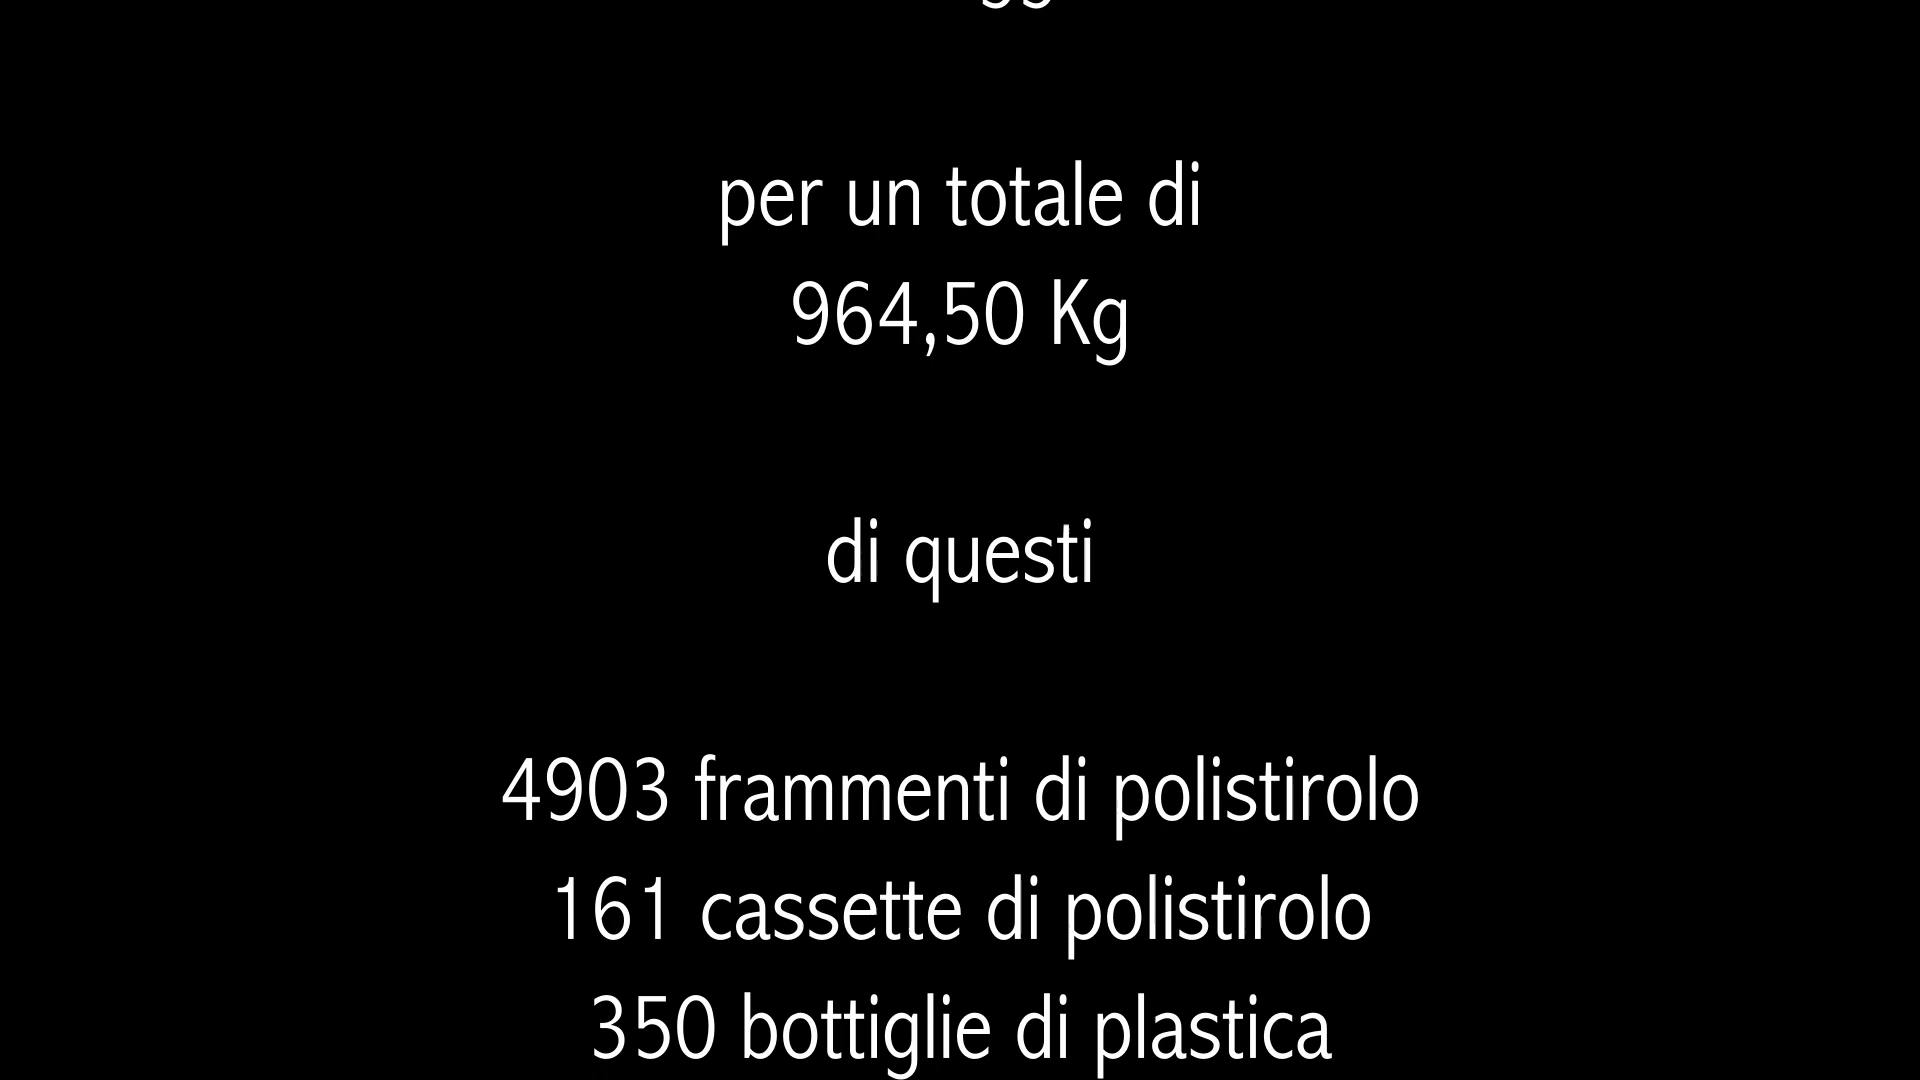 per un totale di
964,50 Kg
di questi
4903 frammenti di polistirolo
161 cassette di polistirolo
350 bottiglie di plastica